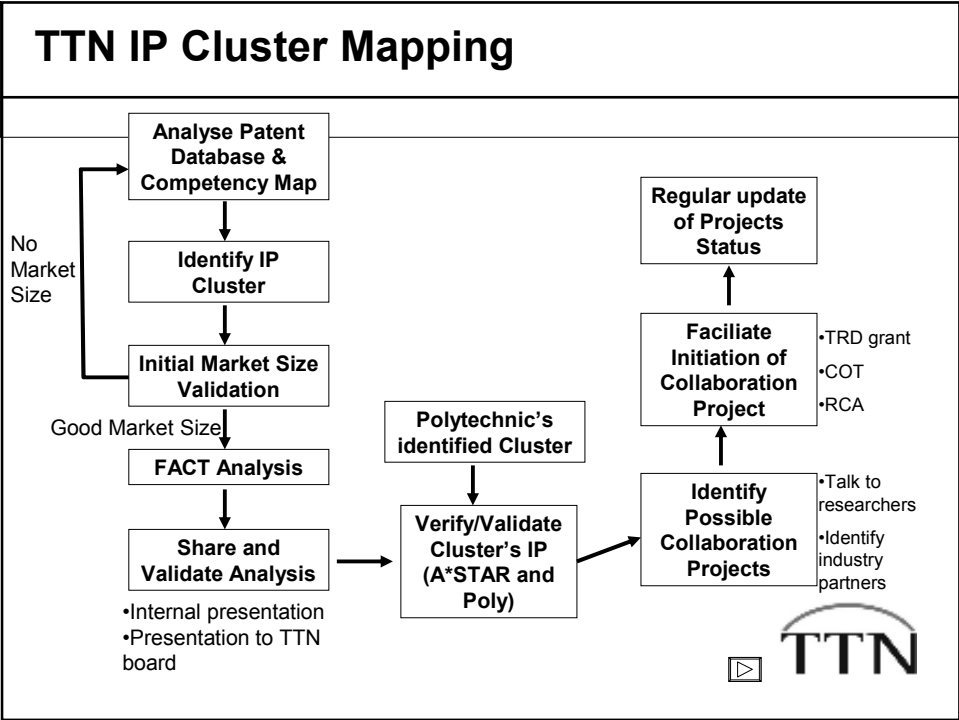 TTN IP Cluster Mapping
Analyse Patent
Database &
Competency Map
No
Market
Size
Identify IP
Cluster
Initial Market Size
Validation
Good Market Size
FACT Analysis
Share and
Validate Analysis
•Internal presentation
•Presentation to TTN
board
Polytechnic's
identified Cluster
Verify/Validate
Cluster's IP
(A*STAR and
Poly)
Identify
Possible
Collaboration
Projects
•Talk to
researchers
•Identify
industry
partners
Faciliate
Initiation of
Collaboration
Project
•TRD grant
•COT
•RCA
Regular update
of Projects
Status
TTN